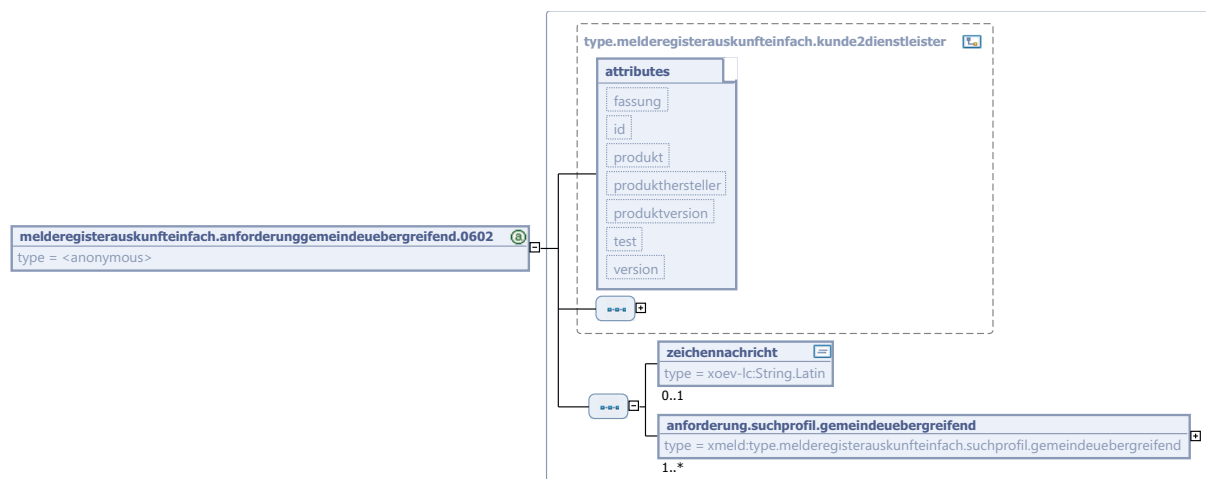 type.melderegisterauskunfteinfach.kunde2dienstleister
attributes
fassung
id
produkt
produkthersteller
produktversion
test
version
melderegisterauskunfteinfach.anforderunggemeindeuebergreifend.0602
a
type = <anonymous>
zeichennachricht
type = xoev-lc:String.Latin
0..1
anforderung.suchprofil.gemeindeuebergreifend
type = xmeld:type.melderegisterauskunfteinfach.suchprofil.gemeindeuebergreifend
1..*